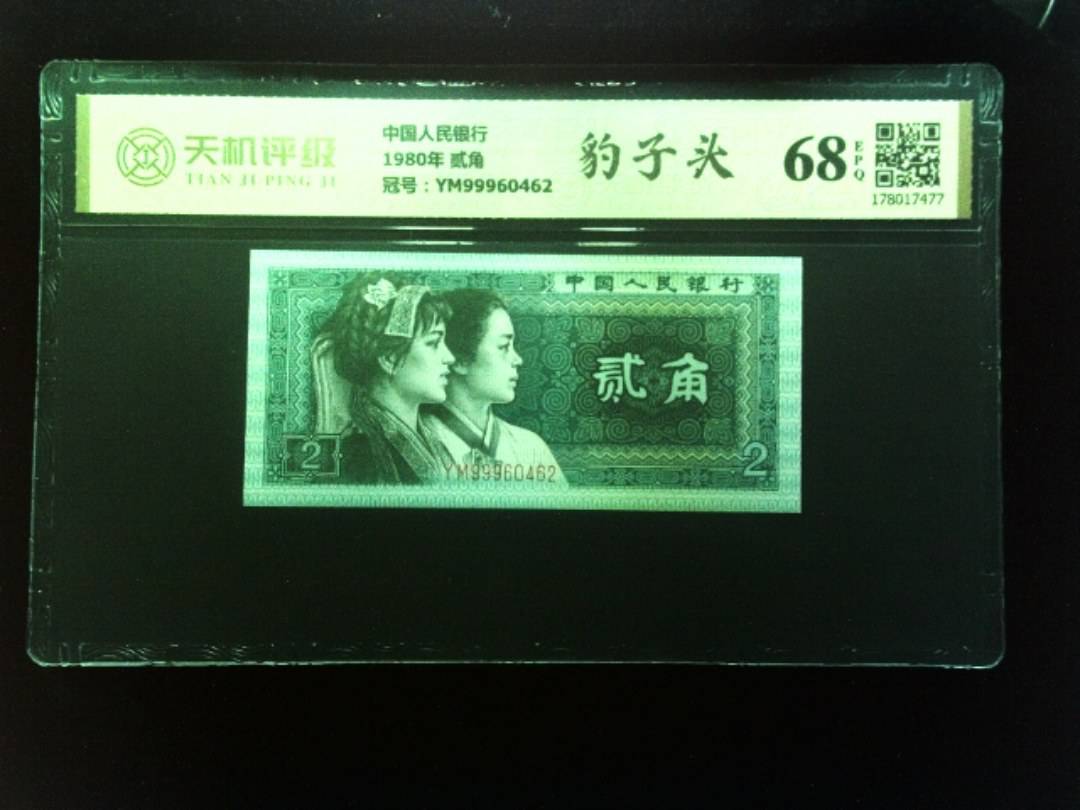 天机评级
TIAN JI PING JI
中国人民银行
1980年 贰角
冠号：YM99960462
豹子头
68
EPQ
178017477
中国人民银行
贰角
2
2
YM99960462